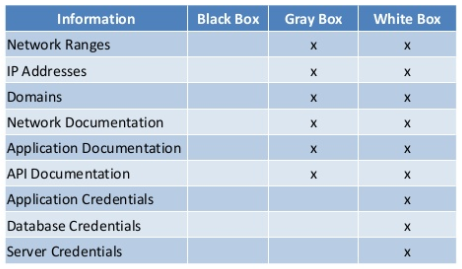 Information Black Box Gray Box White Box
Network Ranges x x
IP Addresses x x
Domains x x
Network Documentation x x
Application Documentation x x
API Documentation x x
Application Credentials x
Database Credentials x
Server Credentials x